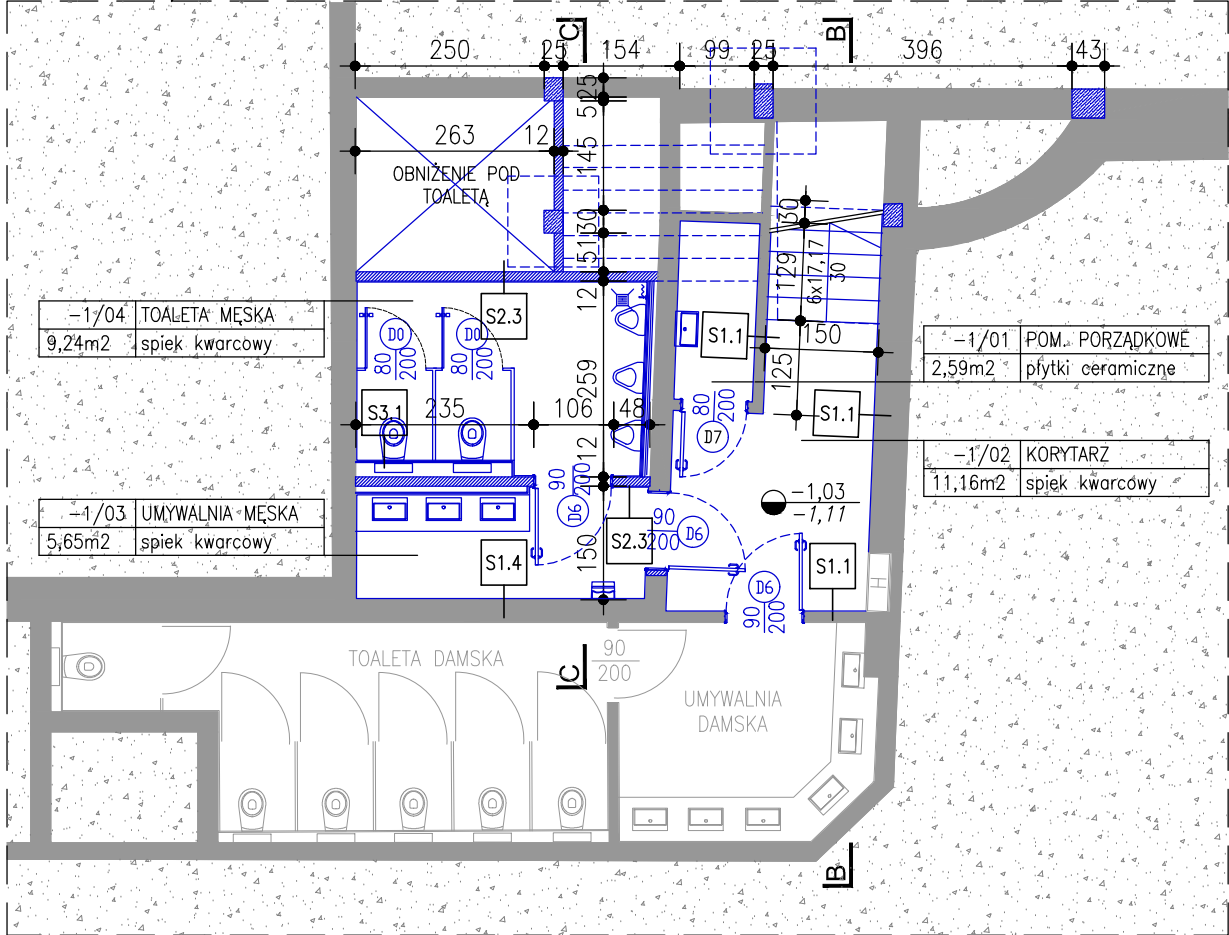 C
B
250
25
154
99
25
396
43
25
5
145
30
51
12
263
12
OBNIŻENIE POD
TOALETĄ
30
129
6x17,17
30
150
125
-1/04 TOALETA MĘSKA
9,24m2 spiek kwarcowy
D0
80
200
D0
80
200
S2.3
S1.1
-1/01 POM. PORZĄDKOWE
2,59m2 płytki ceramiczne
S3.1
235
106
48
259
12
80
200
D7
S1.1
-1/02 KORYTARZ
11,16m2 spiek kwarcowy
-1/03 UMYWALNIA MĘSKA
5,65m2 spiek kwarcowy
90
200
D6
S2.3
90
200
D6
-1,03
-1,11
S1.4
150
S1.1
D6
90
200
H
TOALETA DAMSKA
90
200
C
UMYWALNIA
DAMSKA
B